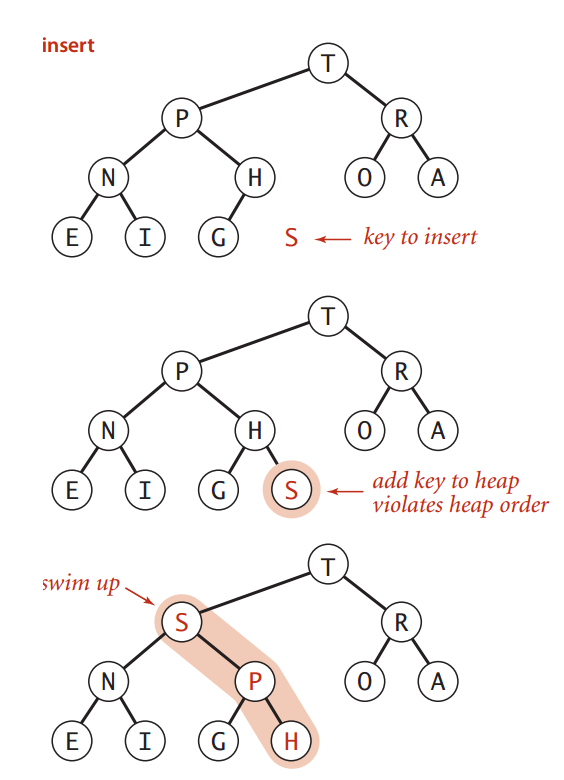 insert
T
P R
N H O A
E I G S key to insert
T
P R
N H O A
E I G S add key to heap
violates heap order
T
swim up
S R
N P O A
E I G H